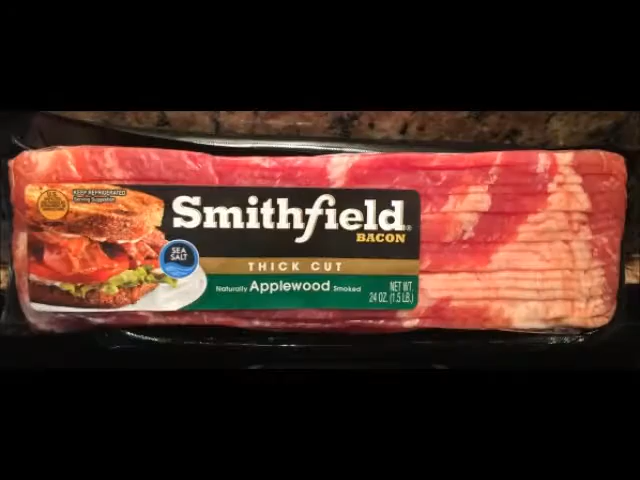 KEEP REFRIGERATED
Serving Suggestion
Smithfield®
BACON
SEA
SALT
THICK CUT
Naturally Applewood Smoked
NET WT.
24 OZ. (1.5 LB.)